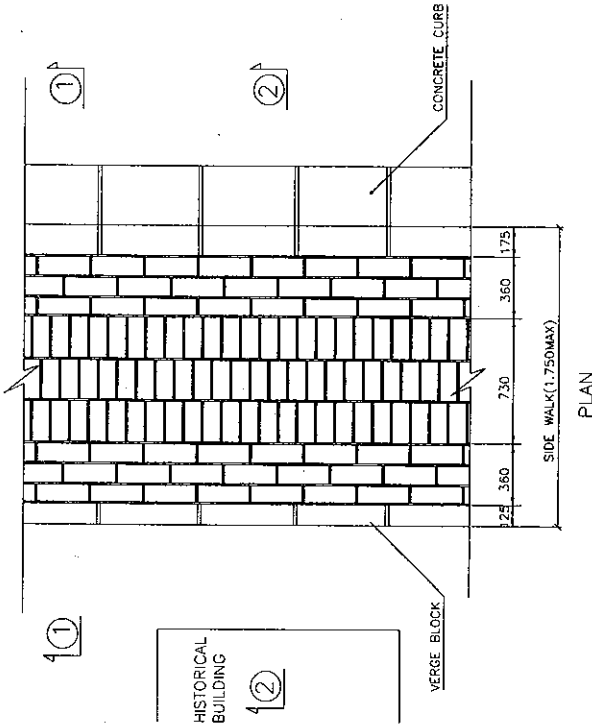 1
2
CONCRETE CURB
1
HISTORICAL
BUILDING
2
VERGE BLOCK
125
360
730
360
175
SIDE WALK(1.750MAX)
PLAN